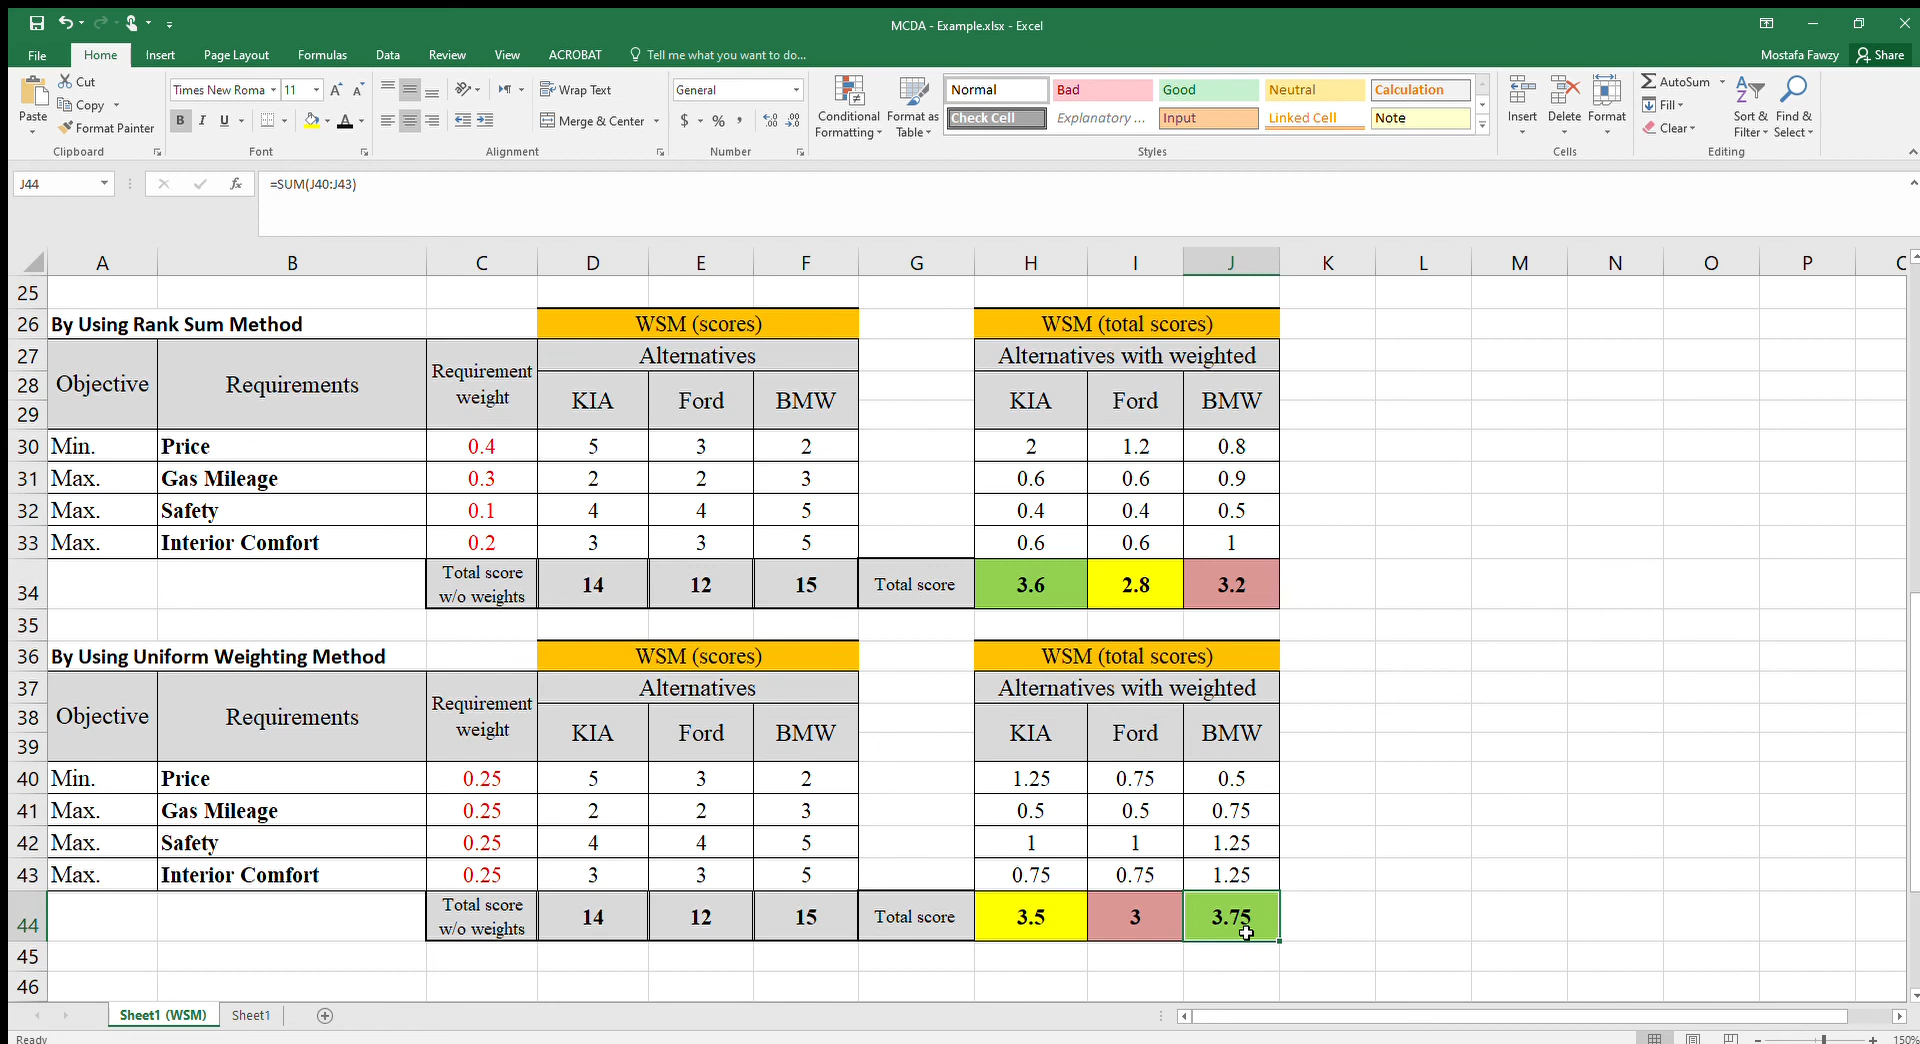 MCDA - Example.xlsx - Excel
File Home Insert Page Layout Formulas Data Review View ACROBAT Tell me what you want to do... Mostafa Fawzy Share
Cut
Copy
Format Painter
Paste
Clipboard
Times New Roma 11
B I U
Font
Wrap Text
Merge & Center
Alignment
General
$ % ,
Number
Conditional Formatting
Format as Table
Normal Bad Good Neutral Calculation
Check Cell Explanatory ... Input Linked Cell Note
Styles
Insert Delete Format
Cells
AutoSum
Fill
Clear
Sort & Filter
Find & Select
Editing
J44 fx =SUM(J40:J43)
A B C D E F G H I J K L M N O P
25
26 By Using Rank Sum Method WSM (scores) WSM (total scores)
27 Alternatives Alternatives with weighted
28 Objective Requirements Requirement weight KIA Ford BMW KIA Ford BMW
29
30 Min. Price 0.4 5 3 2 2 1.2 0.8
31 Max. Gas Mileage 0.3 2 2 3 0.6 0.6 0.9
32 Max. Safety 0.1 4 4 5 0.4 0.4 0.5
33 Max. Interior Comfort 0.2 3 3 5 0.6 0.6 1
34 Total score w/o weights 14 12 15 Total score 3.6 2.8 3.2
35
36 By Using Uniform Weighting Method WSM (scores) WSM (total scores)
37 Alternatives Alternatives with weighted
38 Objective Requirements Requirement weight KIA Ford BMW KIA Ford BMW
39
40 Min. Price 0.25 5 3 2 1.25 0.75 0.5
41 Max. Gas Mileage 0.25 2 2 3 0.5 0.5 0.75
42 Max. Safety 0.25 4 4 5 1 1 1.25
43 Max. Interior Comfort 0.25 3 3 5 0.75 0.75 1.25
44 Total score w/o weights 14 12 15 Total score 3.5 3 3.75
45
46
Sheet1 (WSM) Sheet1
Ready 150%